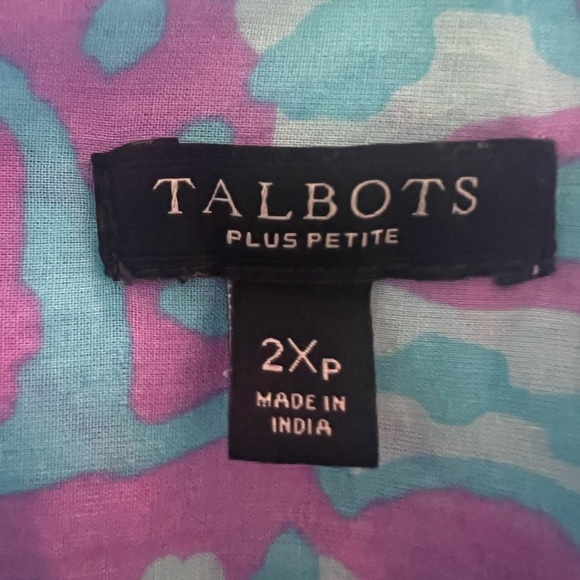 TALBOTS
PLUS PETITE
2XP
MADE IN
INDIA